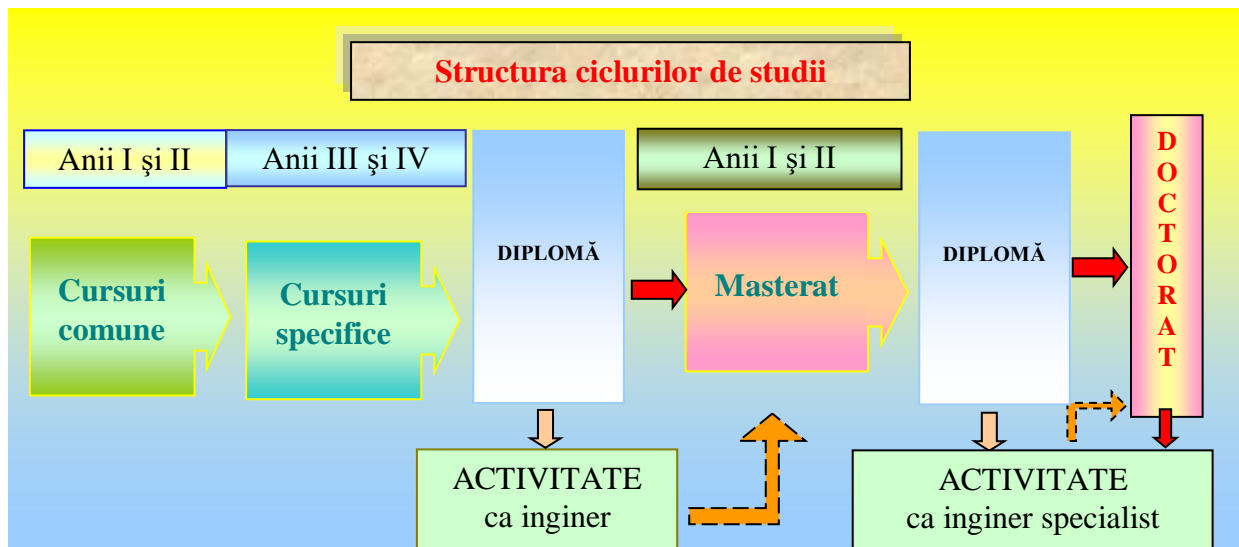 Structura ciclurilor de studii
Anii I şi II
Anii III şi IV
Anii I şi II
Cursuri
comune
Cursuri
specifice
DIPLOMĂ
Masterat
DIPLOMĂ
D
O
C
T
O
R
A
T
ACTIVITATE
ca inginer
ACTIVITATE
ca inginer specialist